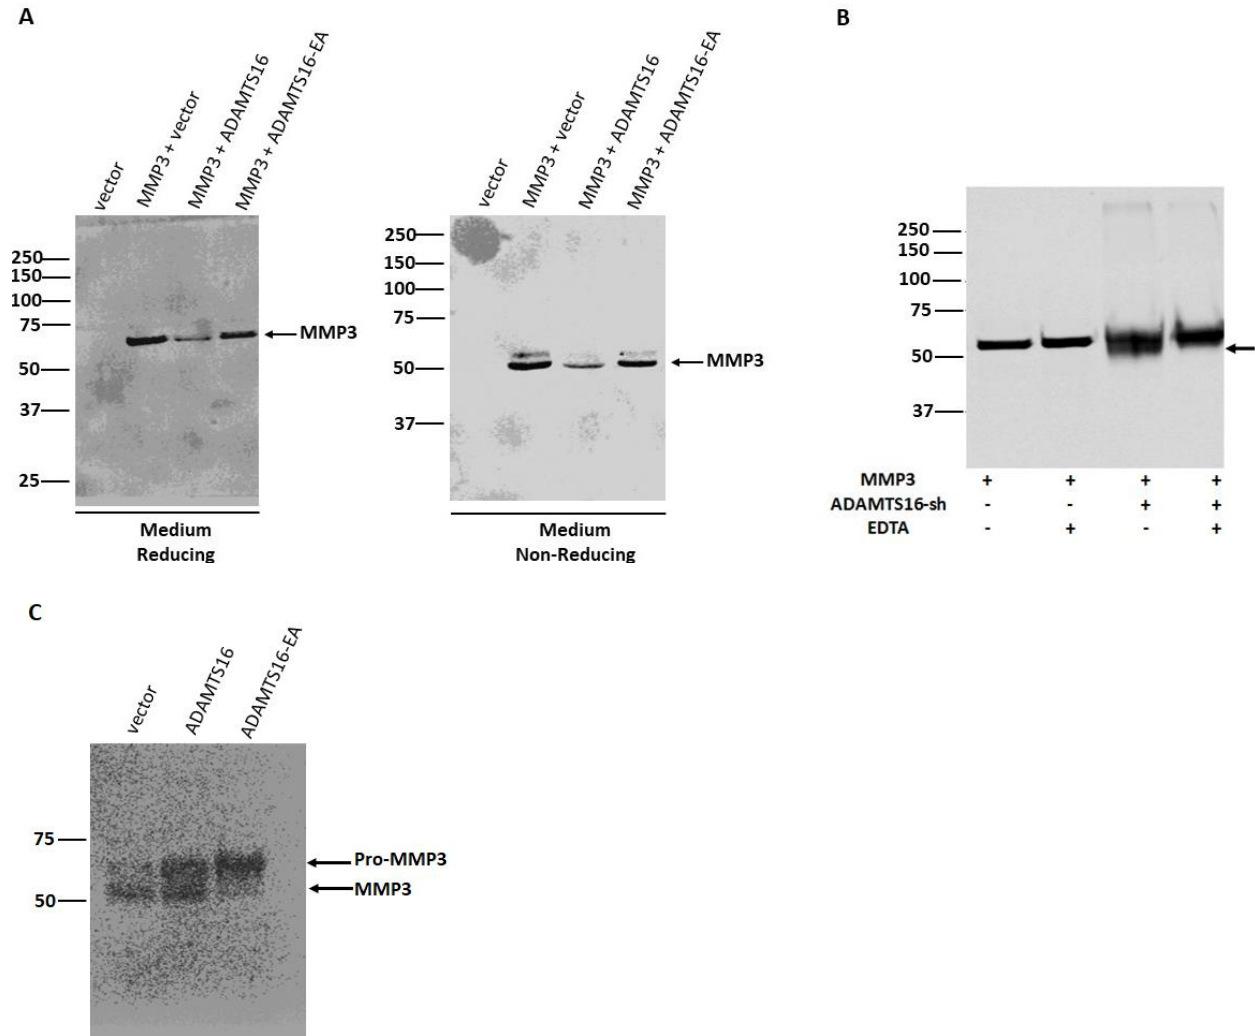 A
vector
MMP3 + vector
MMP3 + ADAMTS16
MMP3 + ADAMTS16-EA
250
150
100
75
50
37
25
MMP3
Medium
Reducing
vector
MMP3 + vector
MMP3 + ADAMTS16
MMP3 + ADAMTS16-EA
250
150
100
75
50
37
MMP3
Medium
Non-Reducing
B
250
150
100
75
50
37
MMP3 + + + +
ADAMTS16-sh - - + +
EDTA - + - +
C
vector
ADAMTS16
ADAMTS16-EA
75
50
Pro-MMP3
MMP3